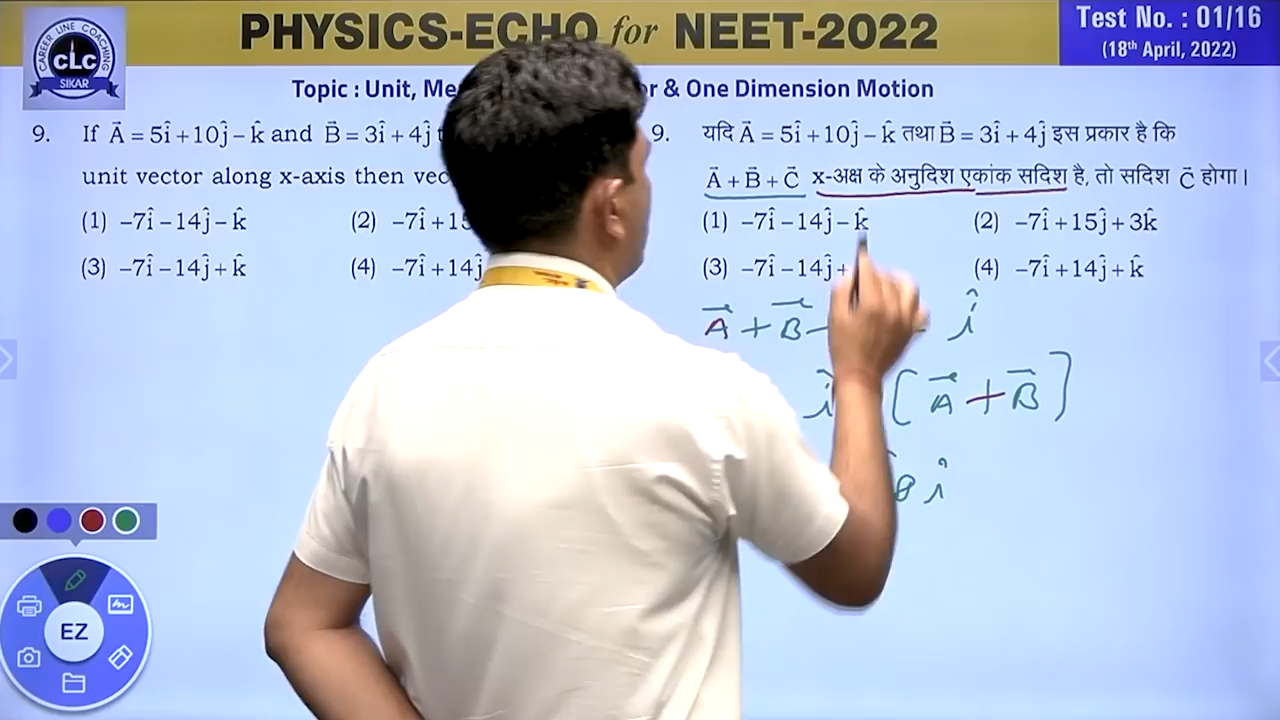 CAREER LINE COACHING
CLC
SIKAR
PHYSICS-ECHO for NEET-2022
Test No. : 01/16
(18th April, 2022)
Topic : Unit, & One Dimension Motion
9. If A⃗ = 5î + 10ĵ − k̂ and B⃗ = 3î + 4ĵ
unit vector along x-axis then
(1) −7î − 14ĵ − k̂ (2) −7î + 15
(3) −7î − 14ĵ + k̂ (4) −7î + 14ĵ
9. यदि A⃗ = 5î + 10ĵ − k̂ तथा B⃗ = 3î + 4ĵ इस प्रकार है कि
A⃗ + B⃗ + C⃗ x-अक्ष के अनुदिश एकांक सदिश है, तो सदिश C⃗ होगा।
(1) −7î − 14ĵ − k̂ (2) −7î + 15ĵ + 3k̂
(3) −7î − 14ĵ + (4) −7î + 14ĵ + k̂
A⃗ + B⃗ î
î [A⃗ + B⃗]
8î
EZ